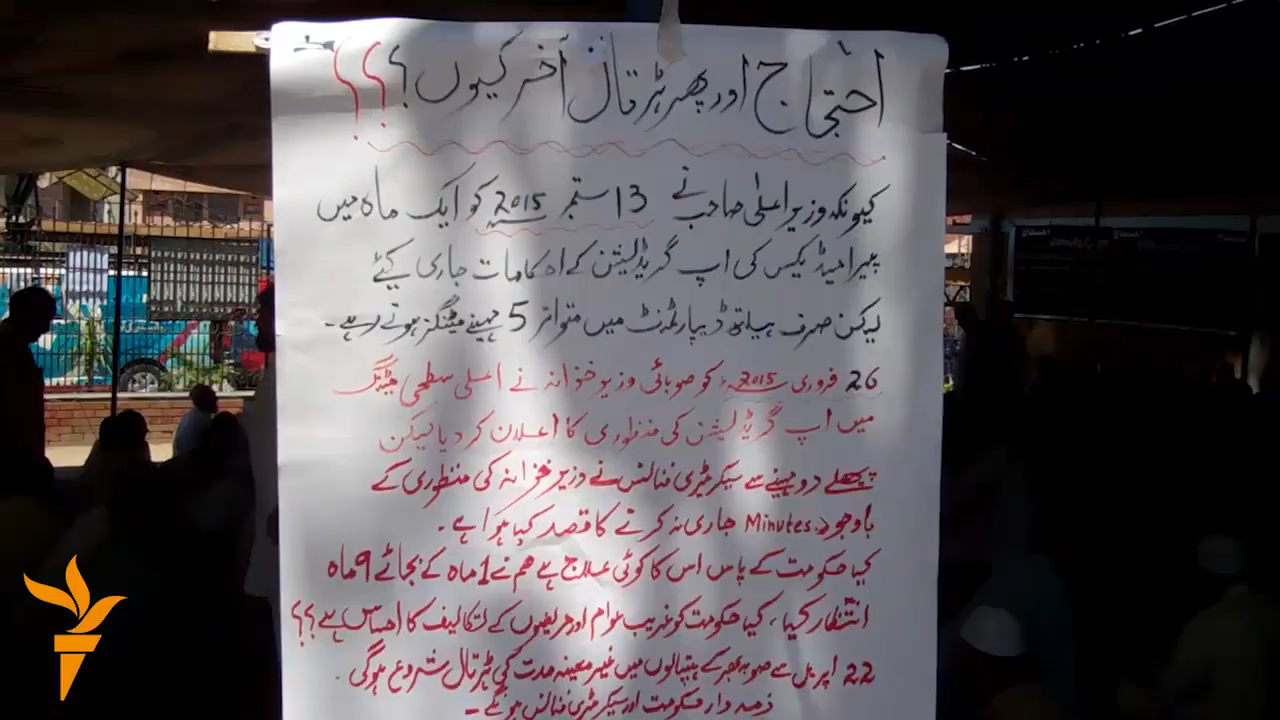 احتجاج اور پھر ہڑتال آخر کیوں؟؟؟
کیونکہ وزیر اعلیٰ صاحب نے 13 ستمبر 2015 کو ایک ماہ میں
پیرامیڈیکس کی اپ گریڈیشن کے احکامات جاری کیئے
لیکن صرف ہیلتھ ڈیپارٹمنٹ میں متواتر 5 مہینے میٹنگز ہوتے رہے۔
26 فروری 2015ء کو صوبائی وزیر خزانہ نے اعلی سطحی میٹنگ
میں اپ گریڈیشن کی منظوری کا اعلان کر دیا لیکن
پچھلے دو مہینے سے سیکرٹری فنانس نے وزیر خزانہ کی منظوری کے
باوجود Minutes جاری نہ کرنے کا قصد کیا ہوا ہے۔
کیا حکومت کے پاس اس کا کوئی علاج ہے ہم نے 1 ماہ کے بجائے 9 ماہ
انتظار کیا، کیا حکومت کو غریب عوام اور مریضوں کے تکالیف کا احساس ہے؟؟
22 اپریل سے صوبہ بھر کے ہسپتالوں میں غیر معینہ مدت کی ہڑتال شروع ہوگی
ذمہ دار حکومت اور سیکرٹری فنانس ہونگے۔